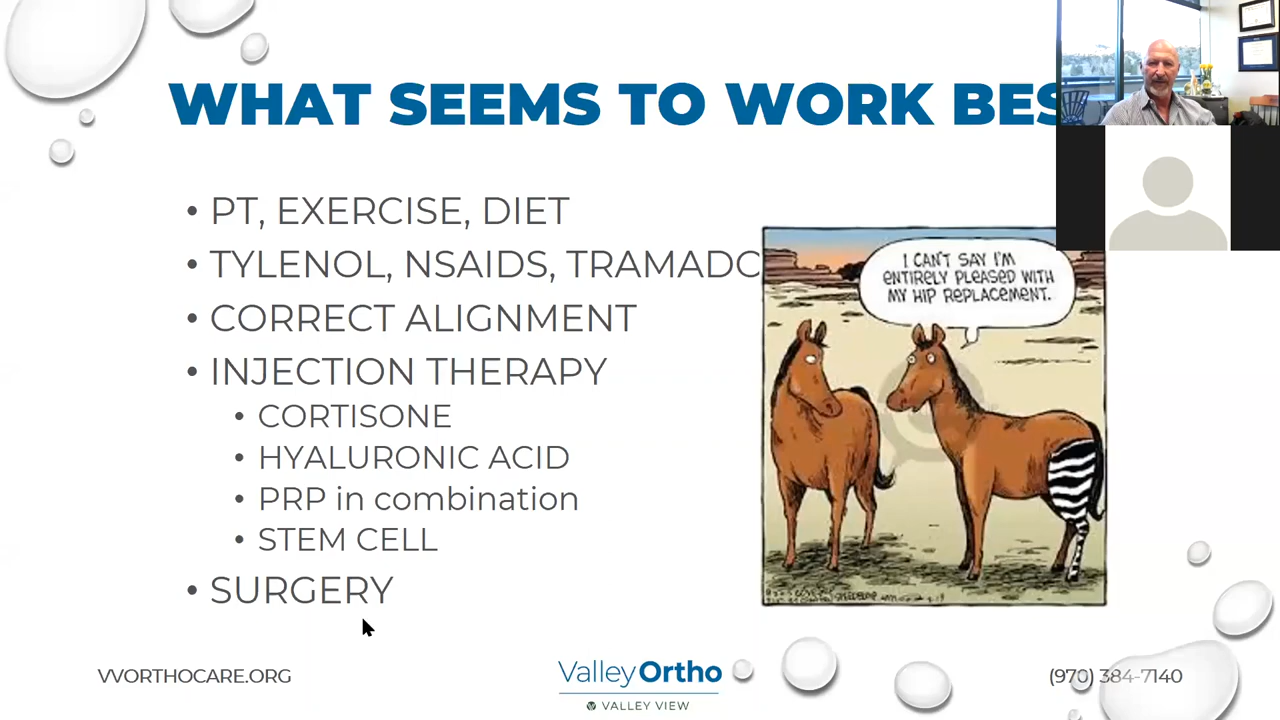 WHAT SEEMS TO WORK BES
• PT, EXERCISE, DIET
• TYLENOL, NSAIDS, TRAMADO
• CORRECT ALIGNMENT
• INJECTION THERAPY
• CORTISONE
• HYALURONIC ACID
• PRP in combination
• STEM CELL
• SURGERY
I CAN'T SAY I'M
ENTIRELY PLEASED WITH
MY HIP REPLACEMENT.
VVORTHOCARE.ORG
ValleyOrtho
VALLEY VIEW
(970) 384-7140